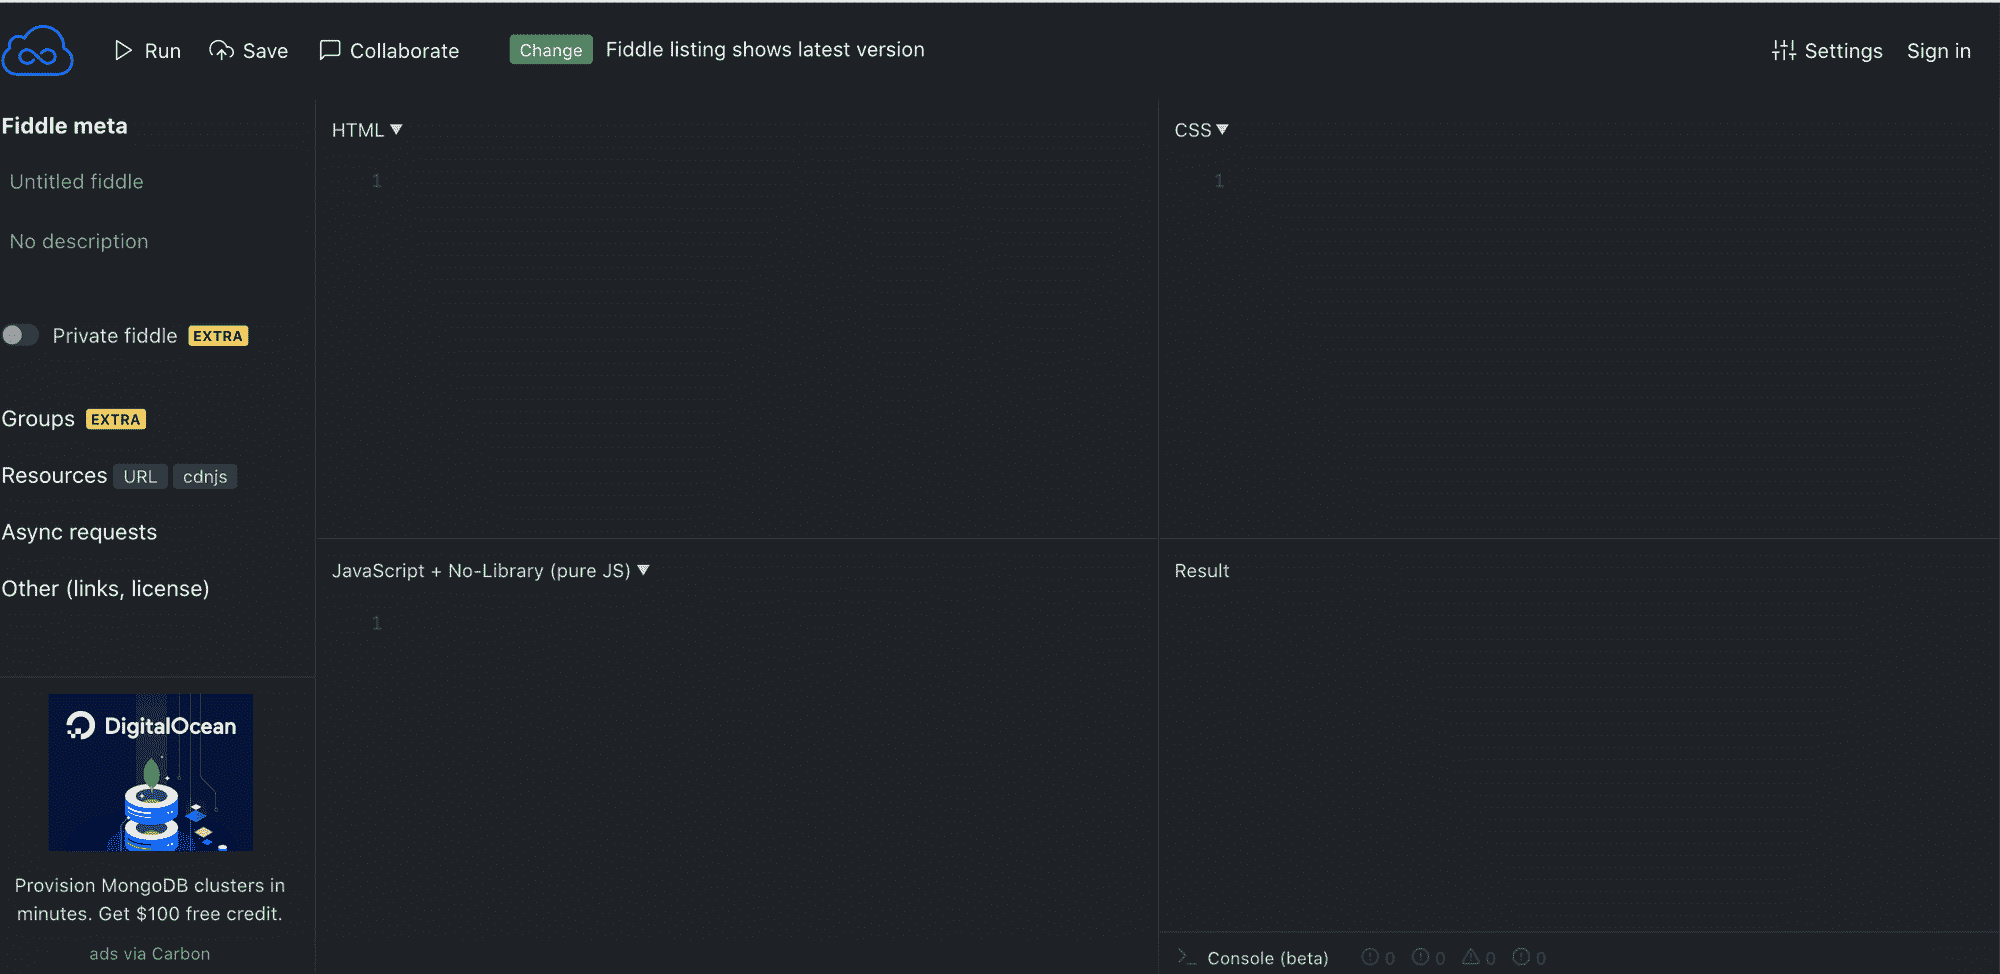 Run Save Collaborate Change Fiddle listing shows latest version Settings Sign in
Fiddle meta
Untitled fiddle
No description
Private fiddle EXTRA
Groups EXTRA
Resources URL cdnjs
Async requests
Other (links, license)
DigitalOcean
Provision MongoDB clusters in
minutes. Get $100 free credit.
ads via Carbon
HTML ▼
1
CSS ▼
1
JavaScript + No-Library (pure JS) ▼
1
Result
>_ Console (beta) 0 0 0 0